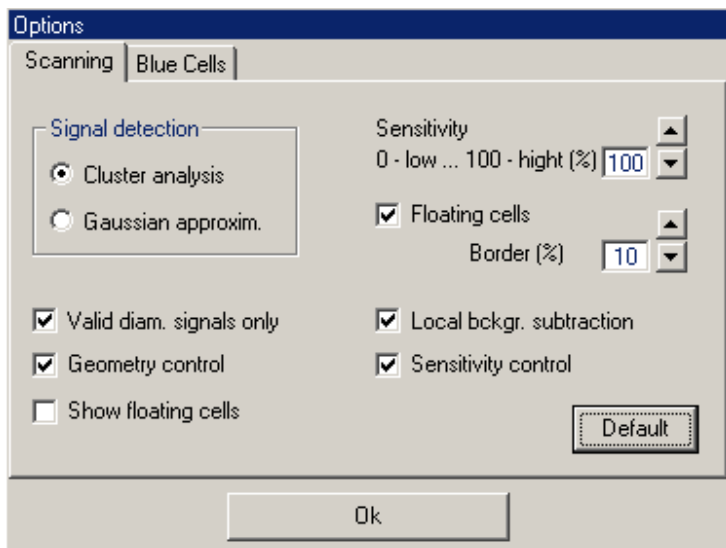 Options
Scanning
Blue Cells
Signal detection
Cluster analysis
Gaussian approxim.
Sensitivity
0 - low ... 100 - hight (%) 100
Floating cells
Border (%) 10
Valid diam. signals only
Local bckgr. subtraction
Geometry control
Sensitivity control
Show floating cells
Default
Ok